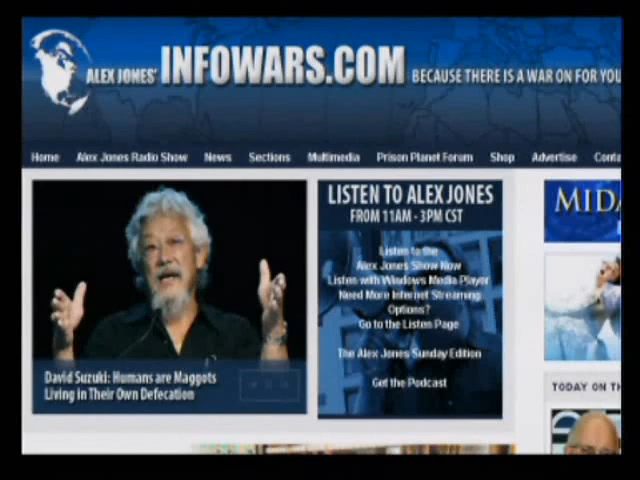 ALEX JONES' INFOWARS.COM BECAUSE THERE IS A WAR ON FOR YOU
Home Alex Jones Radio Show News Sections Multimedia Prison Planet Forum Shop Advertise Conta
LISTEN TO ALEX JONES
FROM 11AM - 3PM CST
Listen to the
Alex Jones Show Now
Listen with Windows Media Player
Need More Internet Streaming
Options?
Go to the Listen Page
The Alex Jones Sunday Edition
Get the Podcast
David Suzuki: Humans are Maggots
Living in Their Own Defecation
MIDA
TODAY ON TH